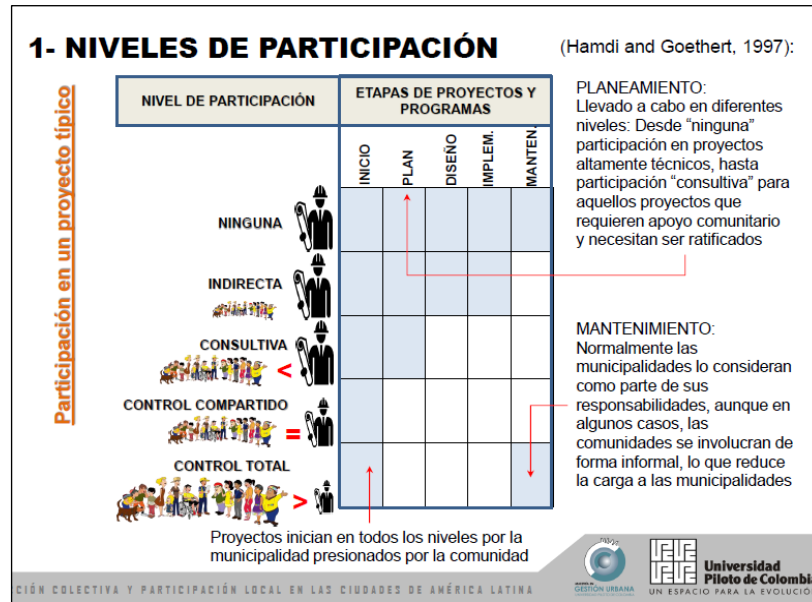 1- NIVELES DE PARTICIPACIÓN
(Hamdi and Goethert, 1997):
Participación en un proyecto típico
NIVEL DE PARTICIPACIÓN
ETAPAS DE PROYECTOS Y
PROGRAMAS
INICIO
PLAN
DISEÑO
IMPLEM.
MANTEN.
NINGUNA
INDIRECTA
CONSULTIVA
<
CONTROL COMPARTIDO
=
CONTROL TOTAL
>
PLANEAMIENTO:
Llevado a cabo en diferentes
niveles: Desde “ninguna”
participación en proyectos
altamente técnicos, hasta
participación “consultiva” para
aquellos proyectos que
requieren apoyo comunitario
y necesitan ser ratificados
MANTENIMIENTO:
Normalmente las
municipalidades lo consideran
como parte de sus
responsabilidades, aunque en
algunos casos, las
comunidades se involucran de
forma informal, lo que reduce
la carga a las municipalidades
Proyectos inician en todos los niveles por la
municipalidad presionados por la comunidad
CIÓN COLECTIVA Y PARTICIPACIÓN LOCAL EN LAS CIUDADES DE AMÉRICA LATINA
GESTIÓN URBANA
Universidad
Piloto de Colombia
UN ESPACIO PARA LA EVOLUCIÓ